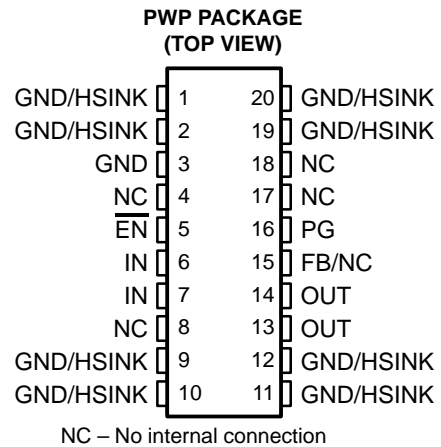 PWP PACKAGE
(TOP VIEW)
GND/HSINK 1 20 GND/HSINK
GND/HSINK 2 19 GND/HSINK
GND 3 18 NC
NC 4 17 NC
E̅N̅ 5 16 PG
IN 6 15 FB/NC
IN 7 14 OUT
NC 8 13 OUT
GND/HSINK 9 12 GND/HSINK
GND/HSINK 10 11 GND/HSINK
NC – No internal connection